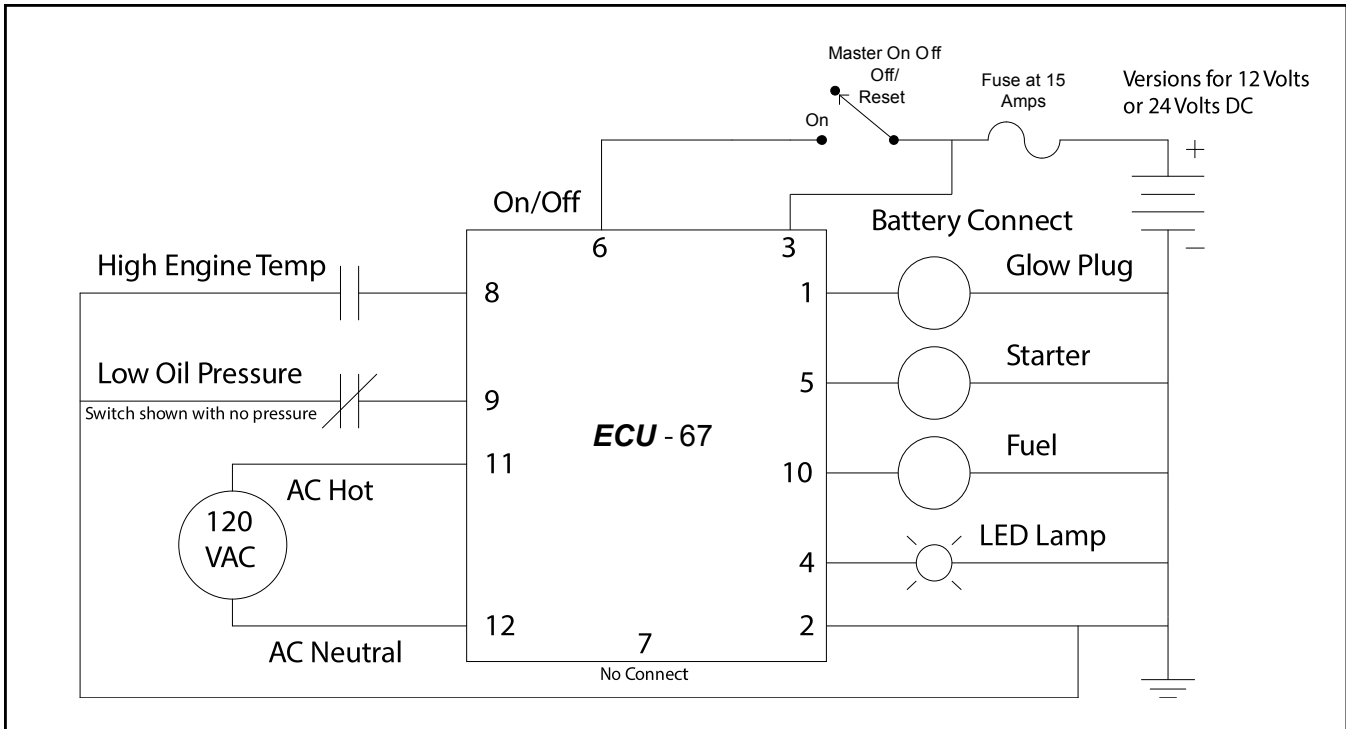 Master On Off
Off/
Reset
On
Fuse at 15
Amps
Versions for 12 Volts
or 24 Volts DC
+
On/Off
6
3
Battery Connect
−
High Engine Temp
8
1
Glow Plug
Low Oil Pressure
Switch shown with no pressure
9
5
Starter
ECU - 67
11
AC Hot
120
VAC
10
Fuel
4
LED Lamp
12
AC Neutral
7
No Connect
2